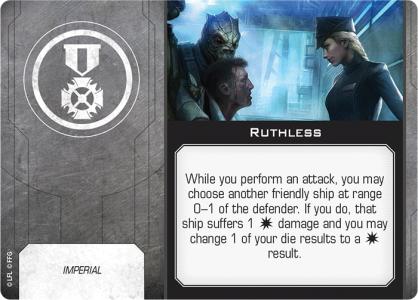 RUTHLESS
While you perform an attack, you may
choose another friendly ship at range
0–1 of the defender. If you do, that
ship suffers 1 damage and you may
change 1 of your die results to a
result.
IMPERIAL
© LFL © FFG